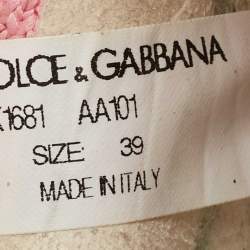 OLCE & GABBANA
1681 AA101
SIZE: 39
MADE IN ITALY